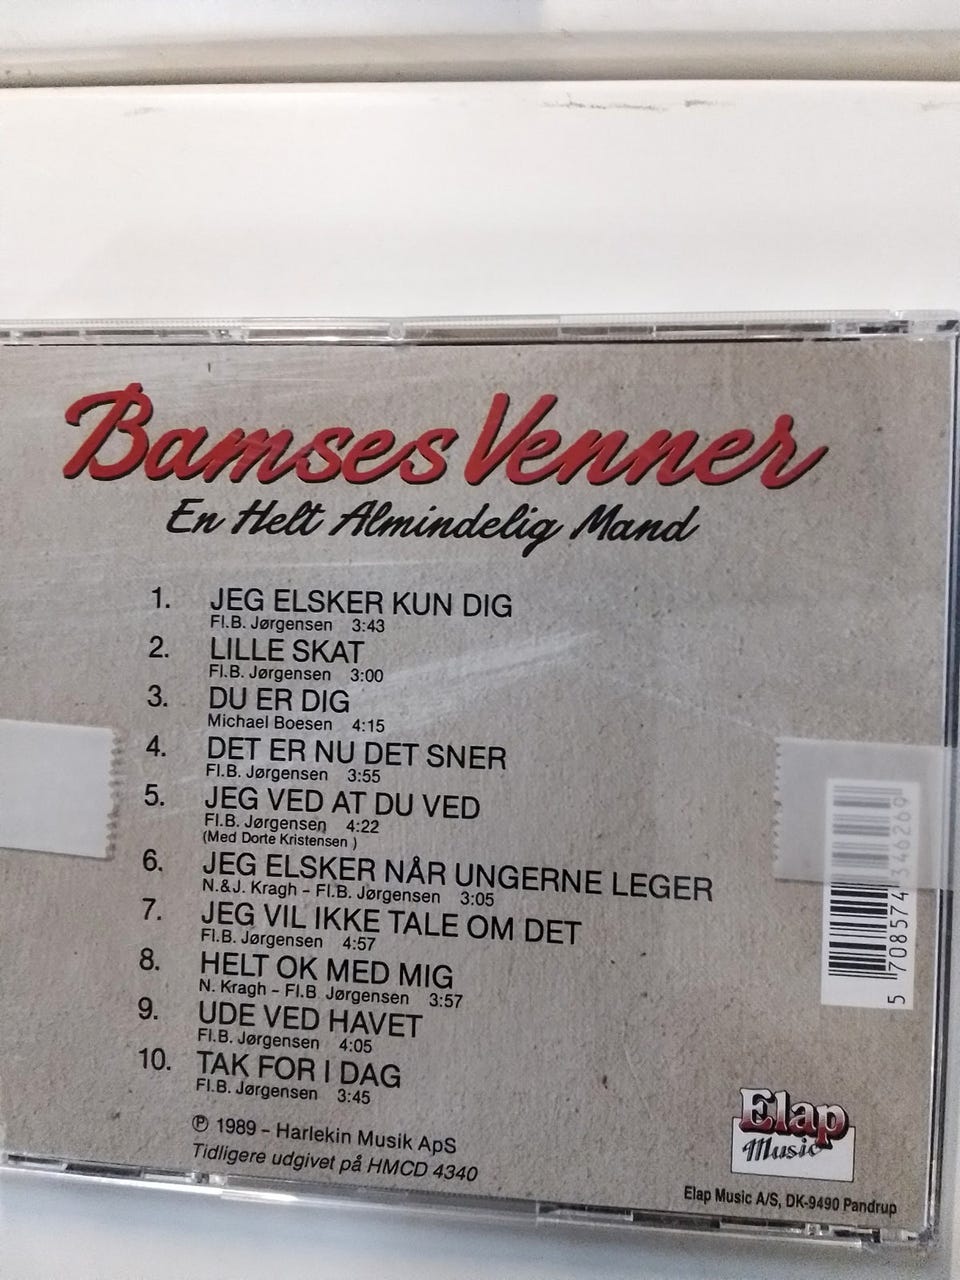 Bamses Venner
En Helt Almindelig Mand
1. JEG ELSKER KUN DIG
Fl.B. Jørgensen 3:43
2. LILLE SKAT
Fl.B. Jørgensen 3:00
3. DU ER DIG
Michael Boesen 4:15
4. DET ER NU DET SNER
Fl.B. Jørgensen 3:55
5. JEG VED AT DU VED
Fl.B. Jørgensen 4:22
(Med Dorte Kristensen )
6. JEG ELSKER NÅR UNGERNE LEGER
N.&J. Kragh – Fl.B. Jørgensen 3:05
7. JEG VIL IKKE TALE OM DET
Fl.B. Jørgensen 4:57
8. HELT OK MED MIG
N. Kragh – Fl.B Jørgensen 3:57
9. UDE VED HAVET
Fl.B. Jørgensen 4:05
10. TAK FOR I DAG
Fl.B. Jørgensen 3:45
℗ 1989 – Harlekin Musik ApS
Tidligere udgivet på HMCD 4340
5 708574 346269
Elap
Music
Elap Music A/S, DK-9490 Pandrup